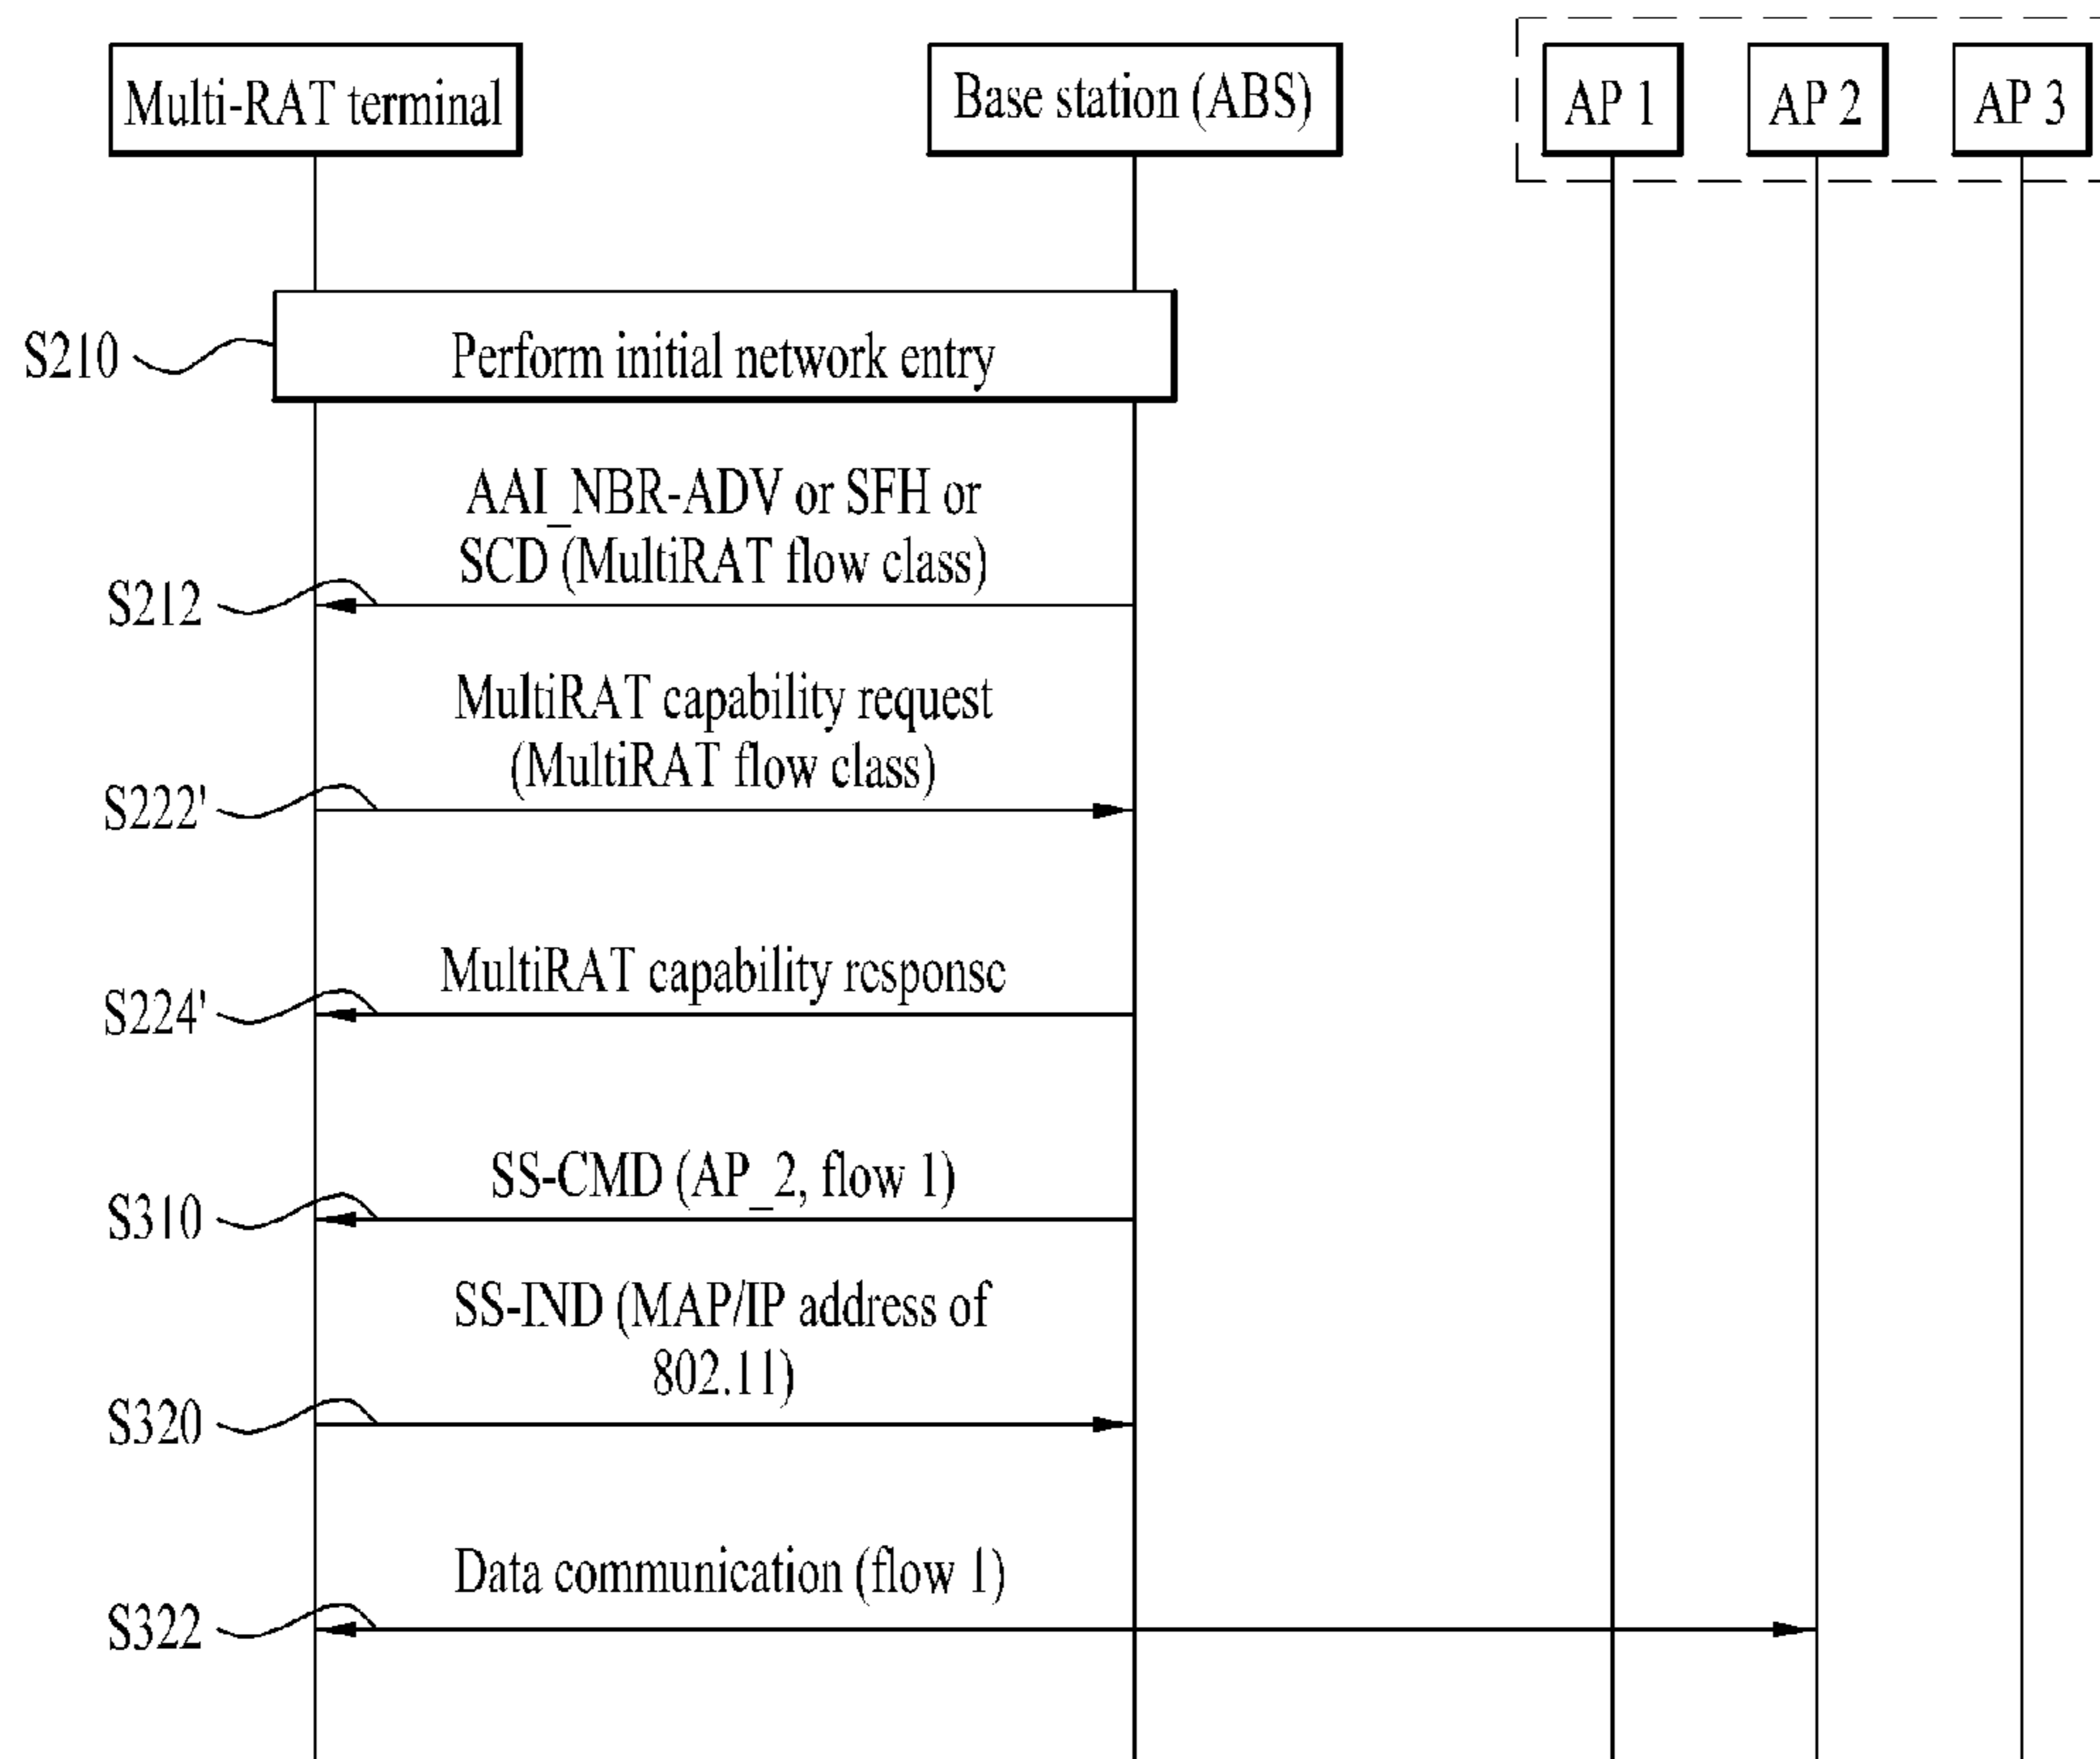 Multi-RAT terminal
Base station (ABS)
AP 1
AP 2
AP 3
S210
Perform initial network entry
AAI_NBR-ADV or SFH or
SCD (MultiRAT flow class)
S212
MultiRAT capability request
(MultiRAT flow class)
S222'
MultiRAT capability response
S224'
SS-CMD (AP_2, flow 1)
S310
SS-IND (MAP/IP address of
802.11)
S320
Data communication (flow 1)
S322